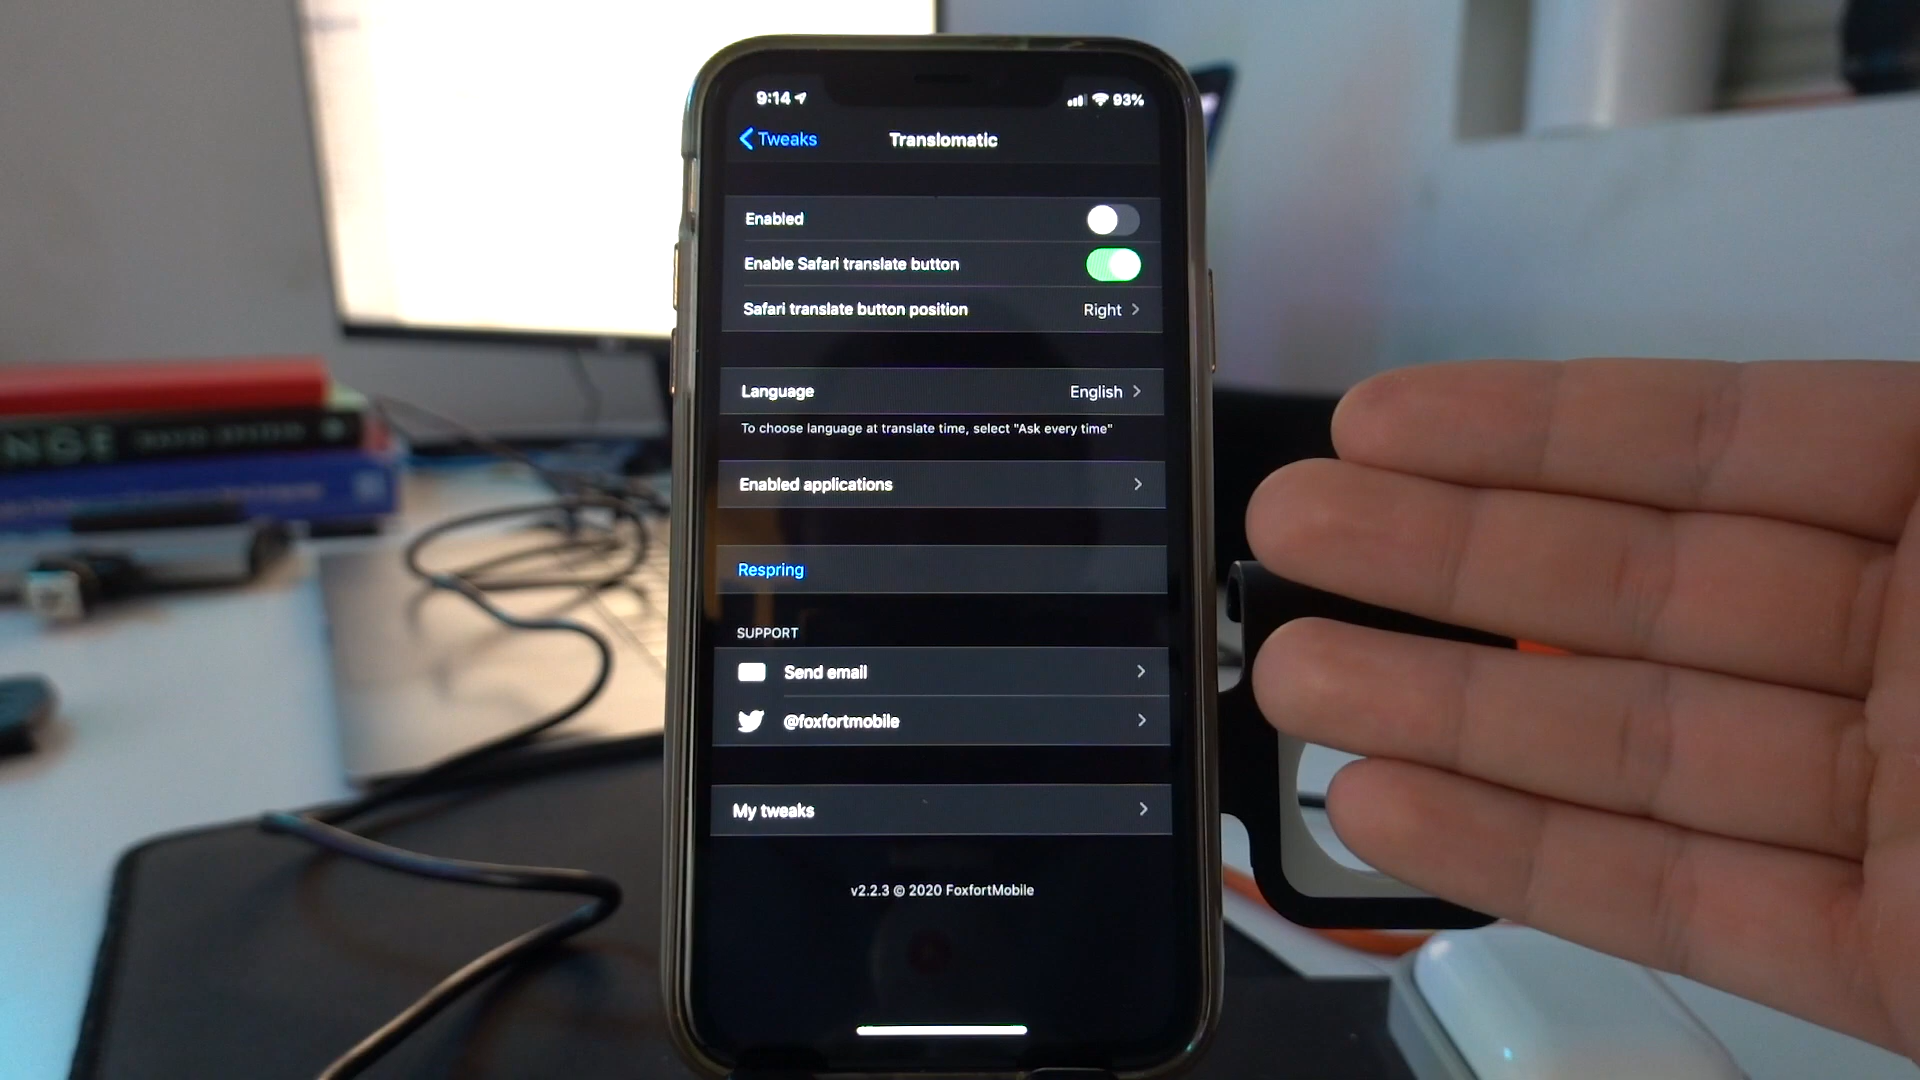 9:14
93%
Tweaks
Translomatic
Enabled
Enable Safari translate button
Safari translate button position
Right
Language
English
To choose language at translate time, select "Ask every time"
Enabled applications
Respring
SUPPORT
Send email
@foxfortmobile
My tweaks
v2.2.3 © 2020 FoxfortMobile
NGE